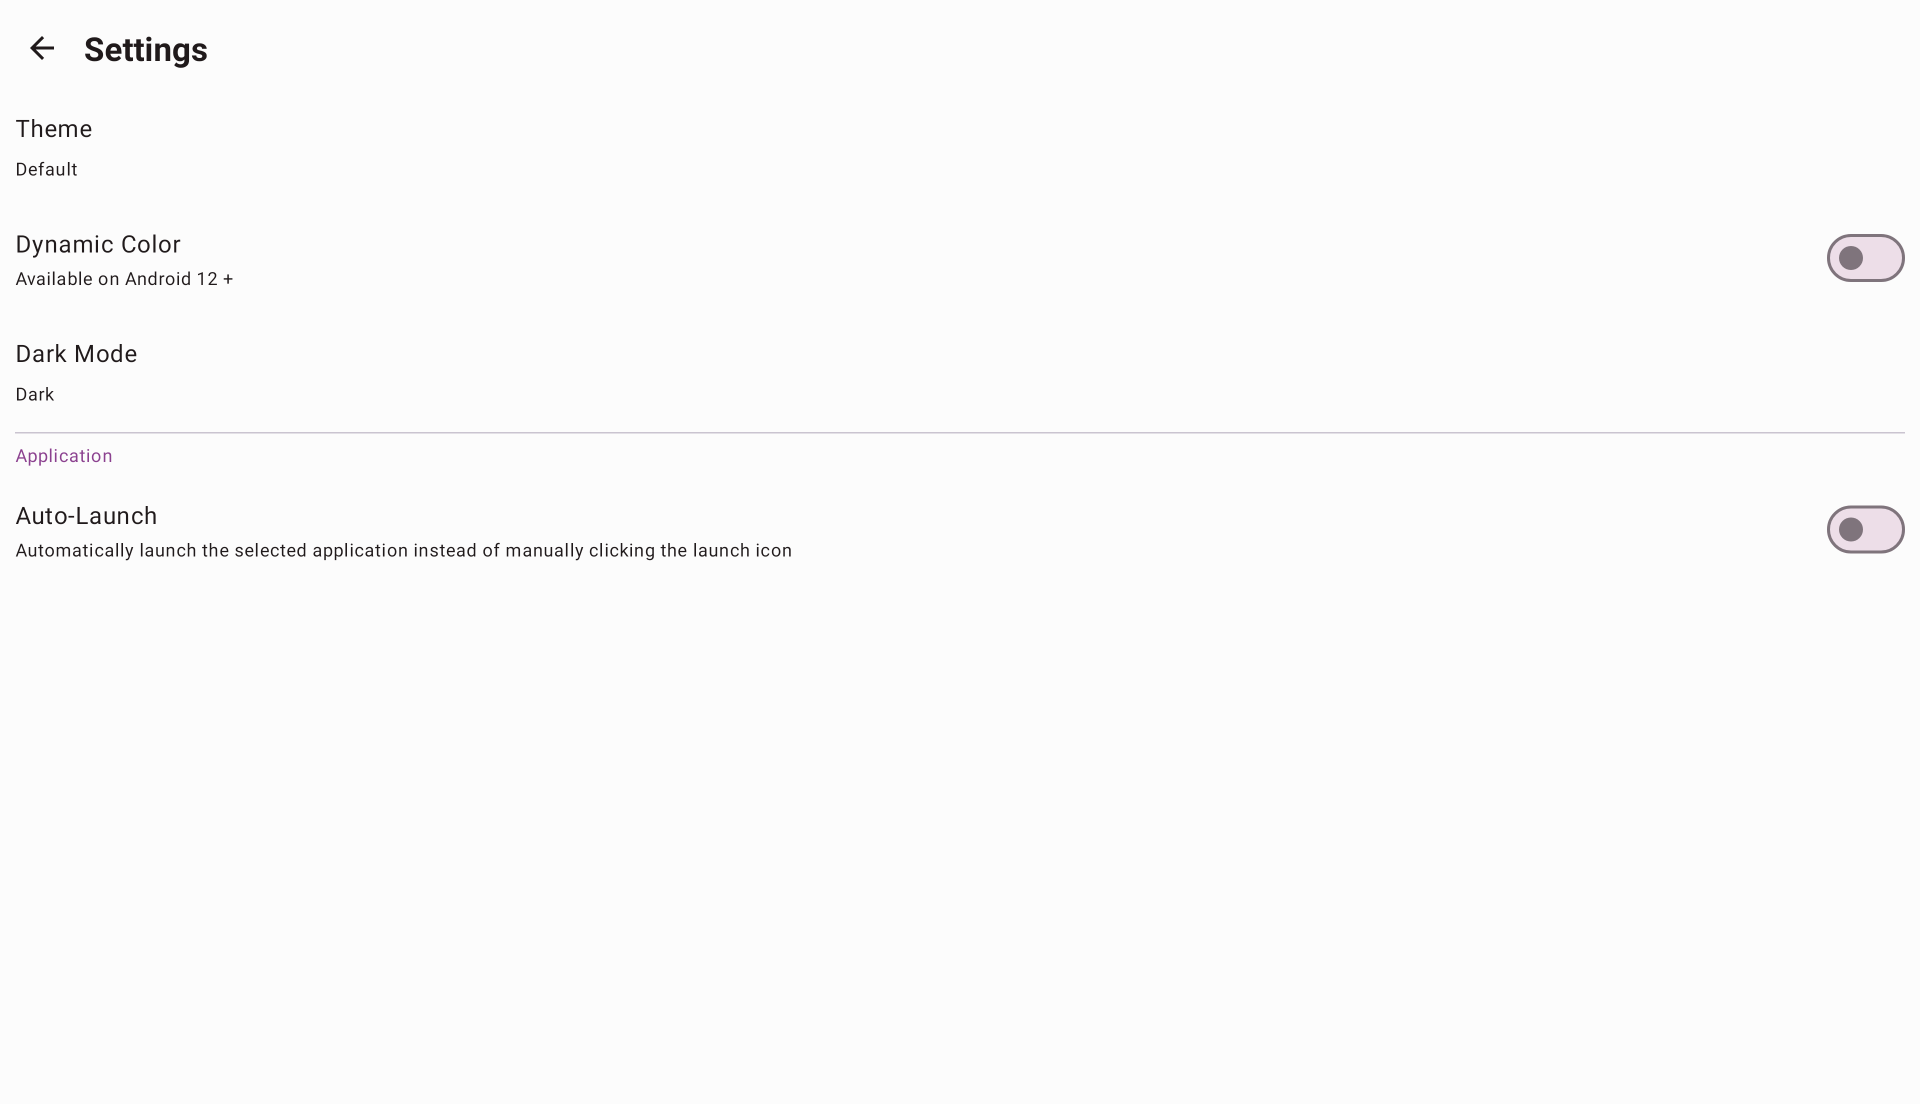 Settings
Theme
Default
Dynamic Color
Available on Android 12 +
Dark Mode
Dark
Application
Auto-Launch
Automatically launch the selected application instead of manually clicking the launch icon